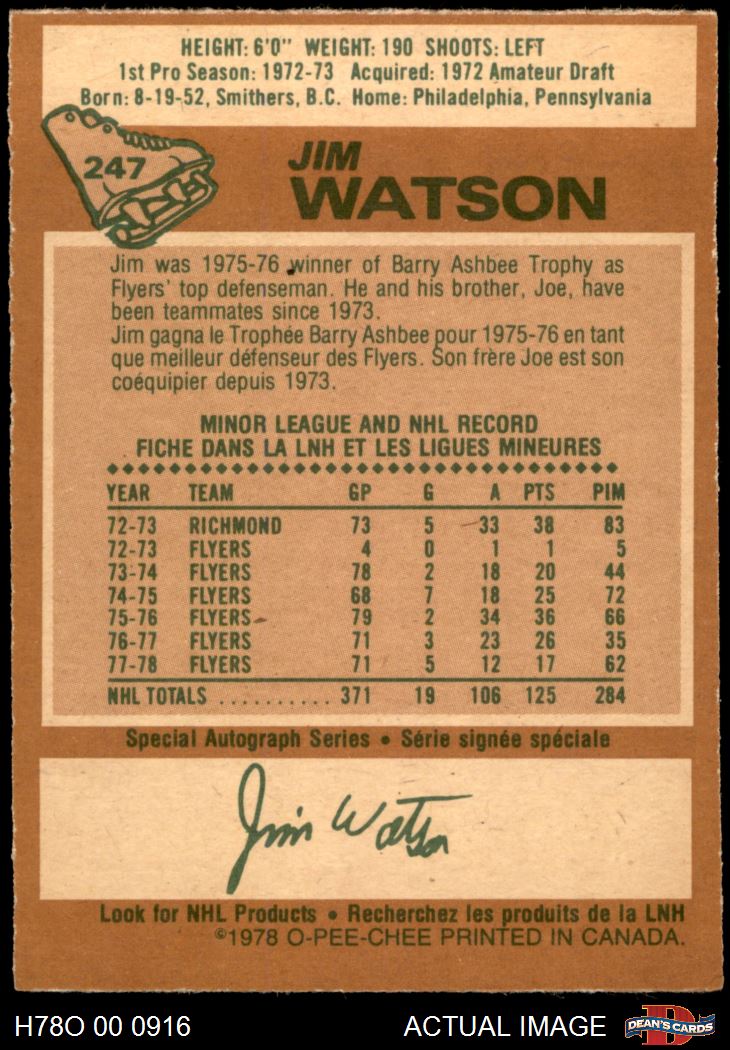 HEIGHT: 6'0" WEIGHT: 190 SHOOTS: LEFT
1st Pro Season: 1972-73 Acquired: 1972 Amateur Draft
Born: 8-19-52, Smithers, B.C. Home: Philadelphia, Pennsylvania
247
JIM
WATSON
Jim was 1975-76 winner of Barry Ashbee Trophy as
Flyers' top defenseman. He and his brother, Joe, have
been teammates since 1973.
Jim gagna le Trophée Barry Ashbee pour 1975-76 en tant
que meilleur défenseur des Flyers. Son frère Joe est son
coéquipier depuis 1973.
MINOR LEAGUE AND NHL RECORD
FICHE DANS LA LNH ET LES LIGUES MINEURES
YEAR TEAM GP G A PTS PIM
72-73 RICHMOND 73 5 33 38 83
72-73 FLYERS 4 0 1 1 5
73-74 FLYERS 78 2 18 20 44
74-75 FLYERS 68 7 18 25 72
75-76 FLYERS 79 2 34 36 66
76-77 FLYERS 71 3 23 26 35
77-78 FLYERS 71 5 12 17 62
NHL TOTALS .......... 371 19 106 125 284
Special Autograph Series • Série signée spéciale
Jim Watson
Look for NHL Products • Recherchez les produits de la LNH
©1978 O-PEE-CHEE PRINTED IN CANADA.
H78O 00 0916 ACTUAL IMAGE D DEAN'S CARDS